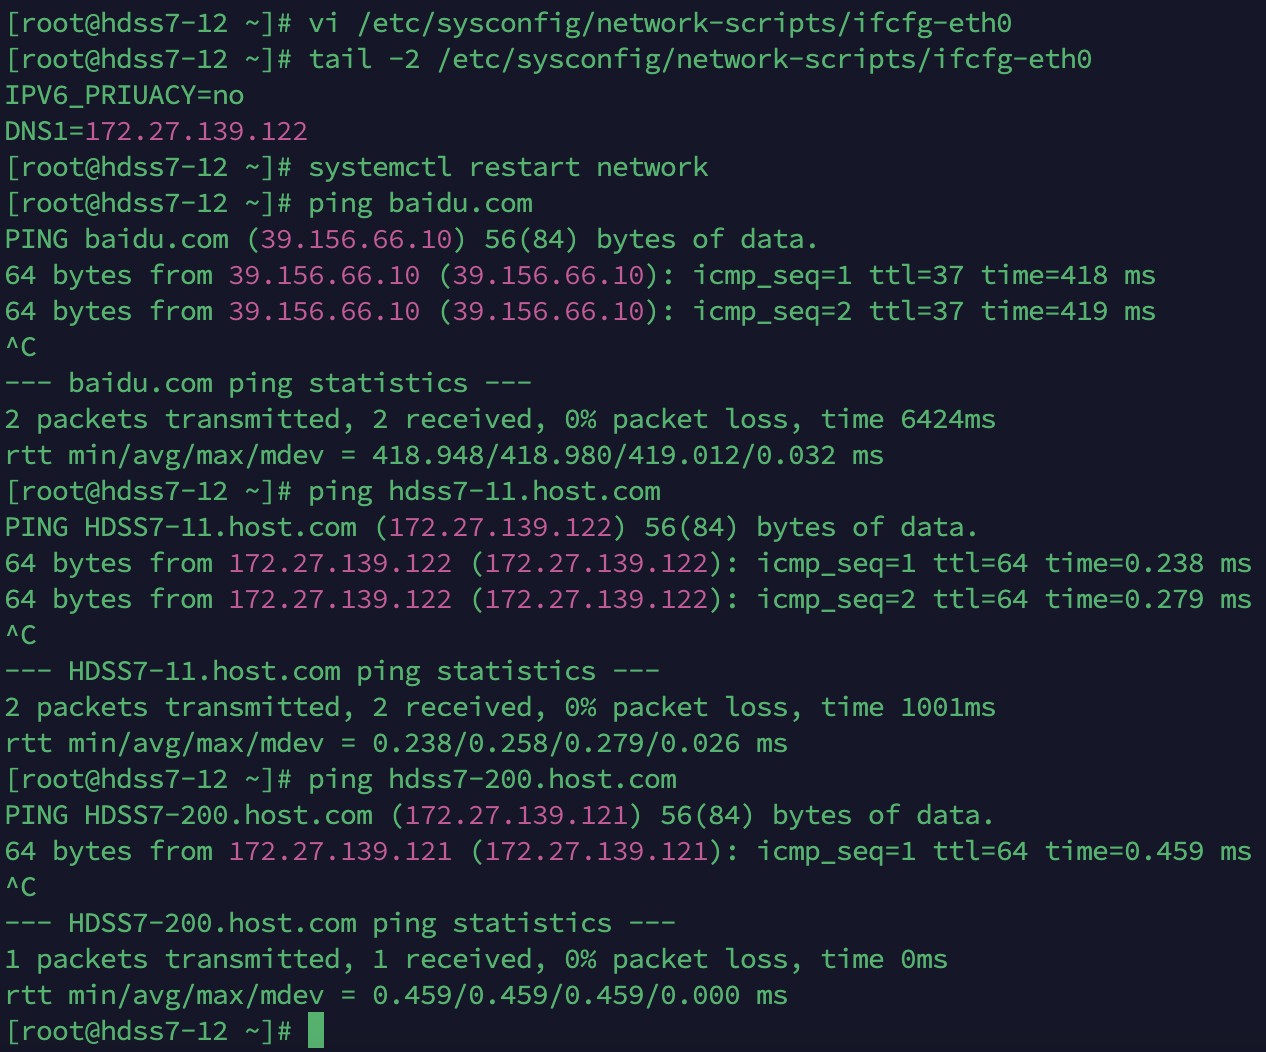 [root@hdss7-12 ~]# vi /etc/sysconfig/network-scripts/ifcfg-eth0
[root@hdss7-12 ~]# tail -2 /etc/sysconfig/network-scripts/ifcfg-eth0
IPV6_PRIUACY=no
DNS1=172.27.139.122
[root@hdss7-12 ~]# systemctl restart network
[root@hdss7-12 ~]# ping baidu.com
PING baidu.com (39.156.66.10) 56(84) bytes of data.
64 bytes from 39.156.66.10 (39.156.66.10): icmp_seq=1 ttl=37 time=418 ms
64 bytes from 39.156.66.10 (39.156.66.10): icmp_seq=2 ttl=37 time=419 ms
^C
--- baidu.com ping statistics ---
2 packets transmitted, 2 received, 0% packet loss, time 6424ms
rtt min/avg/max/mdev = 418.948/418.980/419.012/0.032 ms
[root@hdss7-12 ~]# ping hdss7-11.host.com
PING HDSS7-11.host.com (172.27.139.122) 56(84) bytes of data.
64 bytes from 172.27.139.122 (172.27.139.122): icmp_seq=1 ttl=64 time=0.238 ms
64 bytes from 172.27.139.122 (172.27.139.122): icmp_seq=2 ttl=64 time=0.279 ms
^C
--- HDSS7-11.host.com ping statistics ---
2 packets transmitted, 2 received, 0% packet loss, time 1001ms
rtt min/avg/max/mdev = 0.238/0.258/0.279/0.026 ms
[root@hdss7-12 ~]# ping hdss7-200.host.com
PING HDSS7-200.host.com (172.27.139.121) 56(84) bytes of data.
64 bytes from 172.27.139.121 (172.27.139.121): icmp_seq=1 ttl=64 time=0.459 ms
^C
--- HDSS7-200.host.com ping statistics ---
1 packets transmitted, 1 received, 0% packet loss, time 0ms
rtt min/avg/max/mdev = 0.459/0.459/0.459/0.000 ms
[root@hdss7-12 ~]#